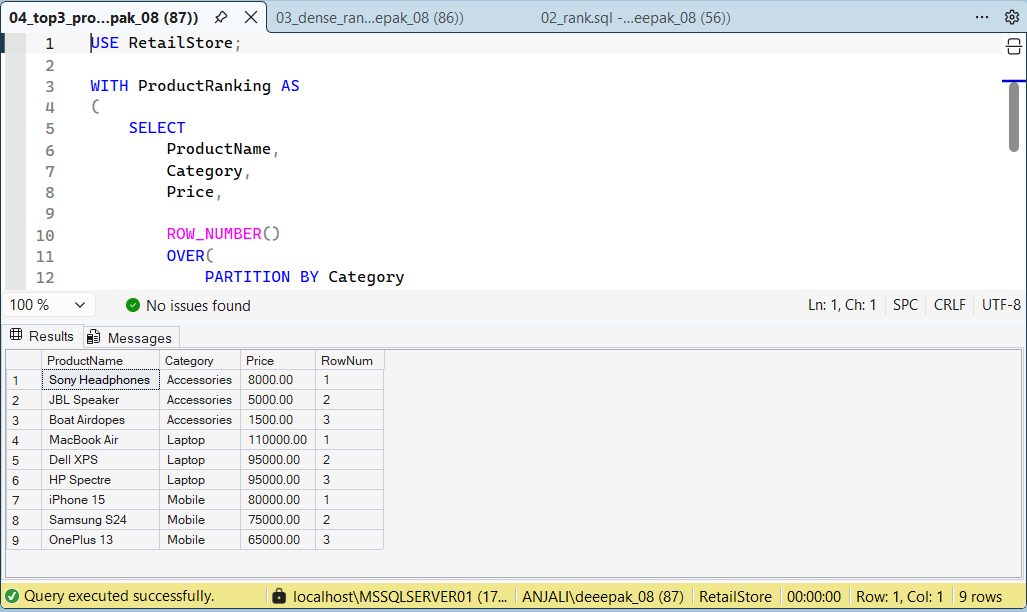 04_top3_pro...pak_08 (87)) 03_dense_ran...epak_08 (86)) 02_rank.sql -...eepak_08 (56))
1 USE RetailStore;
2
3 WITH ProductRanking AS
4 (
5 SELECT
6 ProductName,
7 Category,
8 Price,
9
10 ROW_NUMBER()
11 OVER(
12 PARTITION BY Category
100 % No issues found Ln: 1, Ch: 1 SPC CRLF UTF-8
Results Messages
ProductName Category Price RowNum
1 Sony Headphones Accessories 8000.00 1
2 JBL Speaker Accessories 5000.00 2
3 Boat Airdopes Accessories 1500.00 3
4 MacBook Air Laptop 110000.00 1
5 Dell XPS Laptop 95000.00 2
6 HP Spectre Laptop 95000.00 3
7 iPhone 15 Mobile 80000.00 1
8 Samsung S24 Mobile 75000.00 2
9 OnePlus 13 Mobile 65000.00 3
Query executed successfully. localhost\MSSQLSERVER01 (17... ANJALI\deeepak_08 (87) RetailStore 00:00:00 Row: 1, Col: 1 9 rows